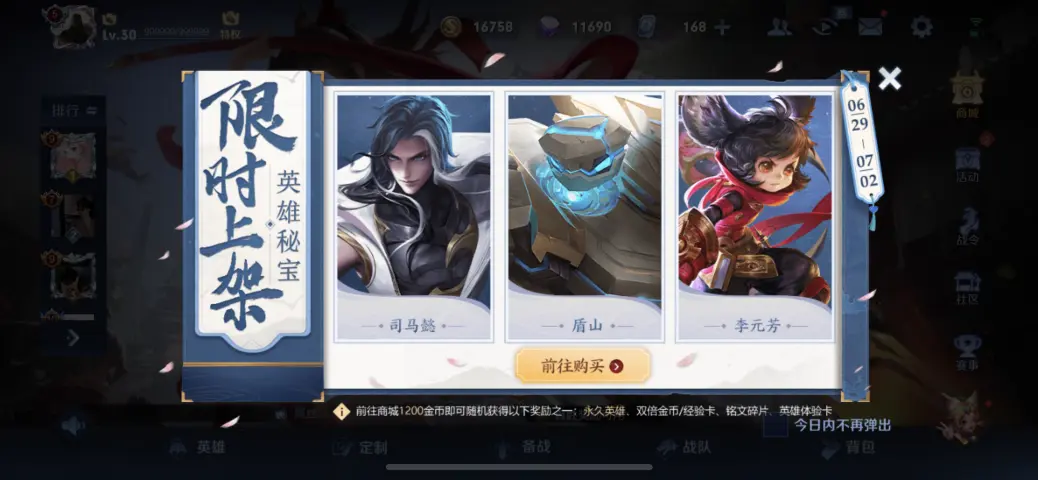 Lv.30
特权
16758
11690
168
排行
限时上架
英雄秘宝
司马懿
盾山
李元芳
06
29
07
02
前往购买
前往商城1200金币即可随机获得以下奖励之一：永久英雄、双倍金币/经验卡、铭文碎片、英雄体验卡
今日内不再弹出
商城
活动
战令
社区
赛事
英雄
定制
备战
战队
背包